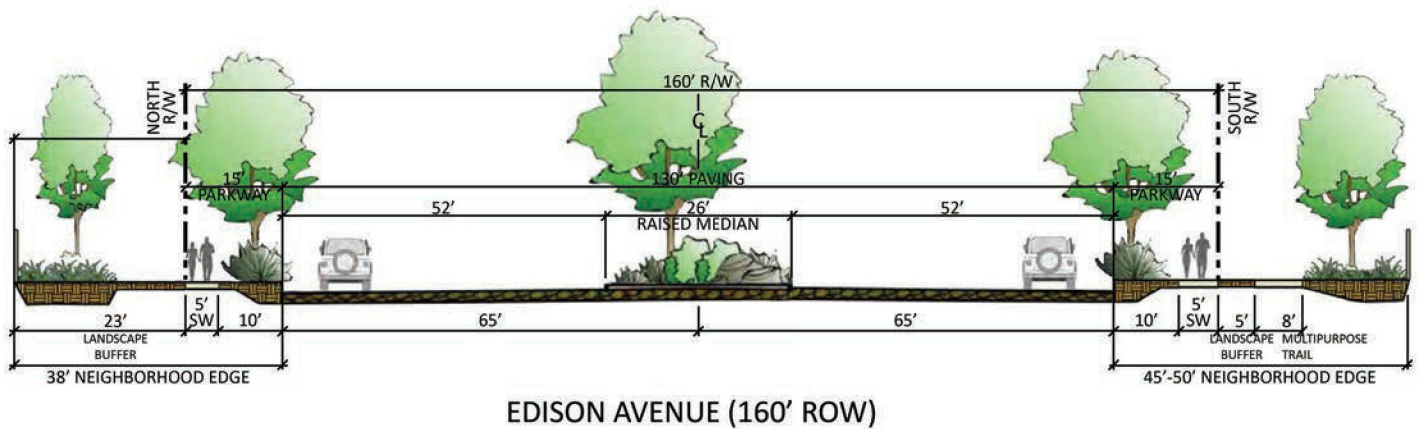 160' R/W
NORTH
R/W
SOUTH
R/W
CL
15'
PARKWAY
130' PAVING
15'
PARKWAY
52'
26'
52'
RAISED MEDIAN
23'
5'
SW
10'
65'
65'
10'
5'
SW
5'
8'
LANDSCAPE
BUFFER
LANDSCAPE
BUFFER
MULTIPURPOSE
TRAIL
38' NEIGHBORHOOD EDGE
45'-50' NEIGHBORHOOD EDGE
EDISON AVENUE (160' ROW)